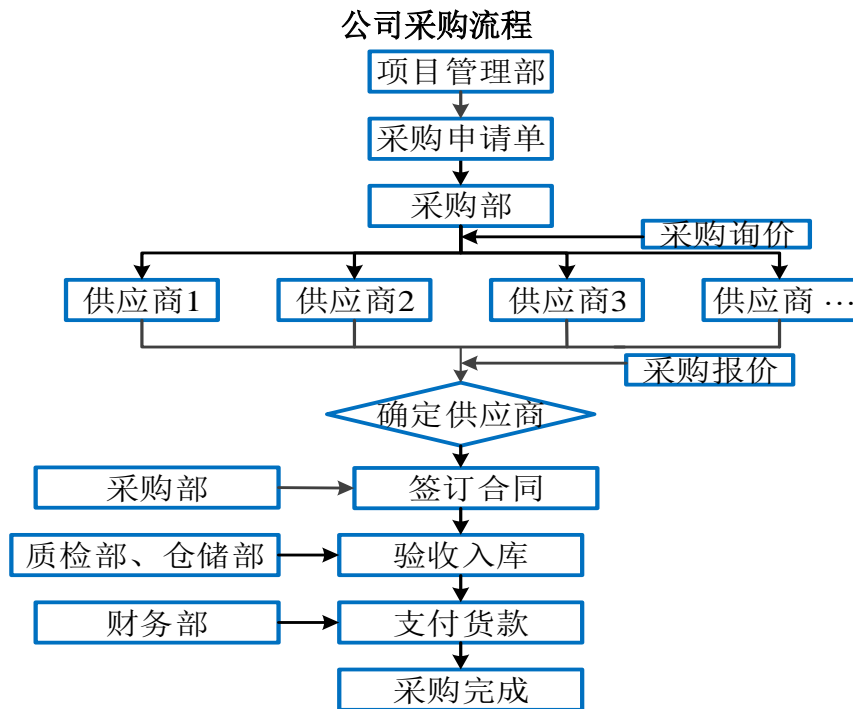 公司采购流程
项目管理部
采购申请单
采购部
采购询价
供应商1
供应商2
供应商3
供应商 …
采购报价
确定供应商
采购部
签订合同
质检部、仓储部
验收入库
财务部
支付货款
采购完成